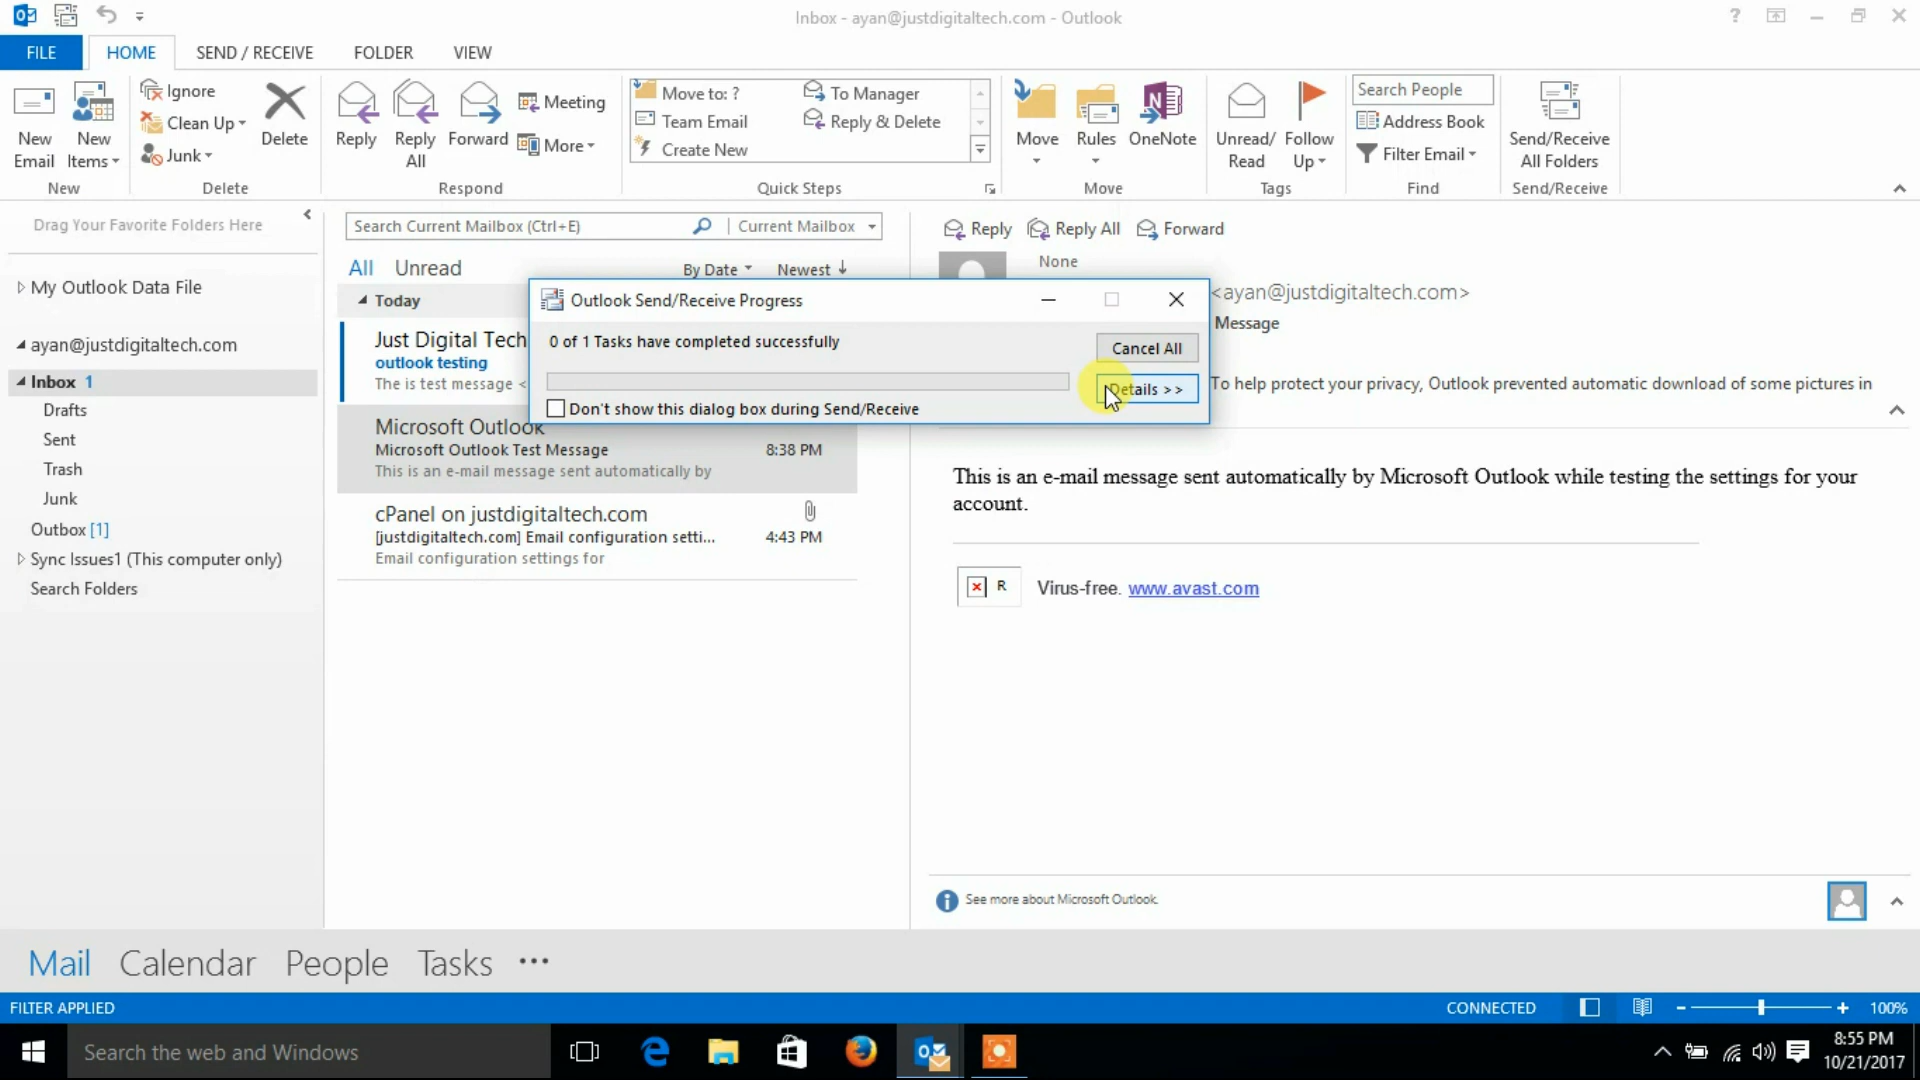 Inbox - ayan@justdigitaltech.com - Outlook
FILE HOME SEND / RECEIVE FOLDER VIEW
New Email
New Items
New
Ignore
Clean Up
Junk
Delete
Delete
Reply
Reply All
Forward
Meeting
More
Respond
Move to: ?
Team Email
Create New
To Manager
Reply & Delete
Quick Steps
Move
Rules
OneNote
Move
Unread/ Read
Follow Up
Tags
Search People
Address Book
Filter Email
Find
Send/Receive All Folders
Send/Receive
Drag Your Favorite Folders Here
My Outlook Data File
ayan@justdigitaltech.com
Inbox 1
Drafts
Sent
Trash
Junk
Outbox [1]
Sync Issues1 (This computer only)
Search Folders
Search Current Mailbox (Ctrl+E) Current Mailbox
All Unread By Date Newest
Today
Just Digital Tech
outlook testing
The is test message <
Microsoft Outlook
Microsoft Outlook Test Message 8:38 PM
This is an e-mail message sent automatically by
cPanel on justdigitaltech.com
[justdigitaltech.com] Email configuration setti... 4:43 PM
Email configuration settings for
Outlook Send/Receive Progress
0 of 1 Tasks have completed successfully
Cancel All
Details >>
Don't show this dialog box during Send/Receive
Reply Reply All Forward
None
<ayan@justdigitaltech.com>
Message
To help protect your privacy, Outlook prevented automatic download of some pictures in
This is an e-mail message sent automatically by Microsoft Outlook while testing the settings for your
account.
R Virus-free. www.avast.com
See more about Microsoft Outlook.
Mail Calendar People Tasks
FILTER APPLIED CONNECTED 100%
Search the web and Windows
8:55 PM
10/21/2017